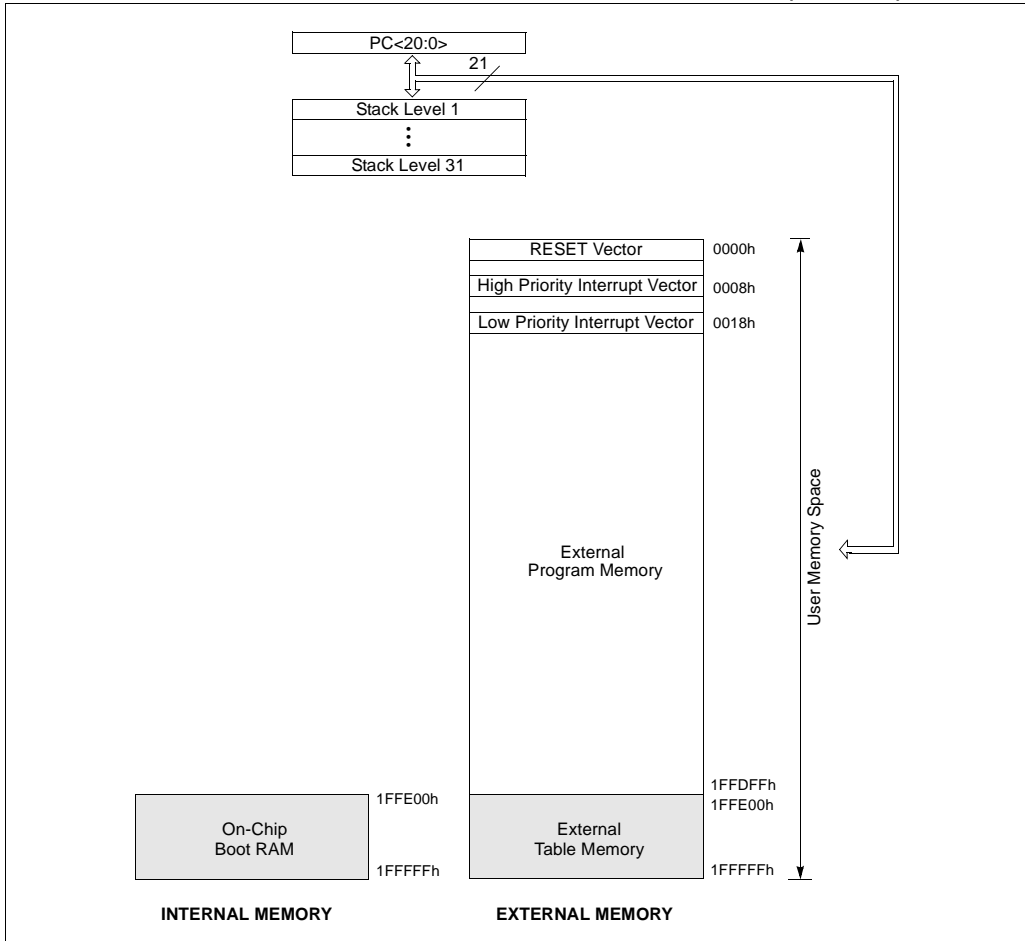 PC<20:0>
21
Stack Level 1
Stack Level 31
RESET Vector
0000h
High Priority Interrupt Vector
0008h
Low Priority Interrupt Vector
0018h
External
Program Memory
User Memory Space
1FFDFFh
1FFE00h
1FFE00h
On-Chip
Boot RAM
External
Table Memory
1FFFFFh
1FFFFFh
INTERNAL MEMORY
EXTERNAL MEMORY